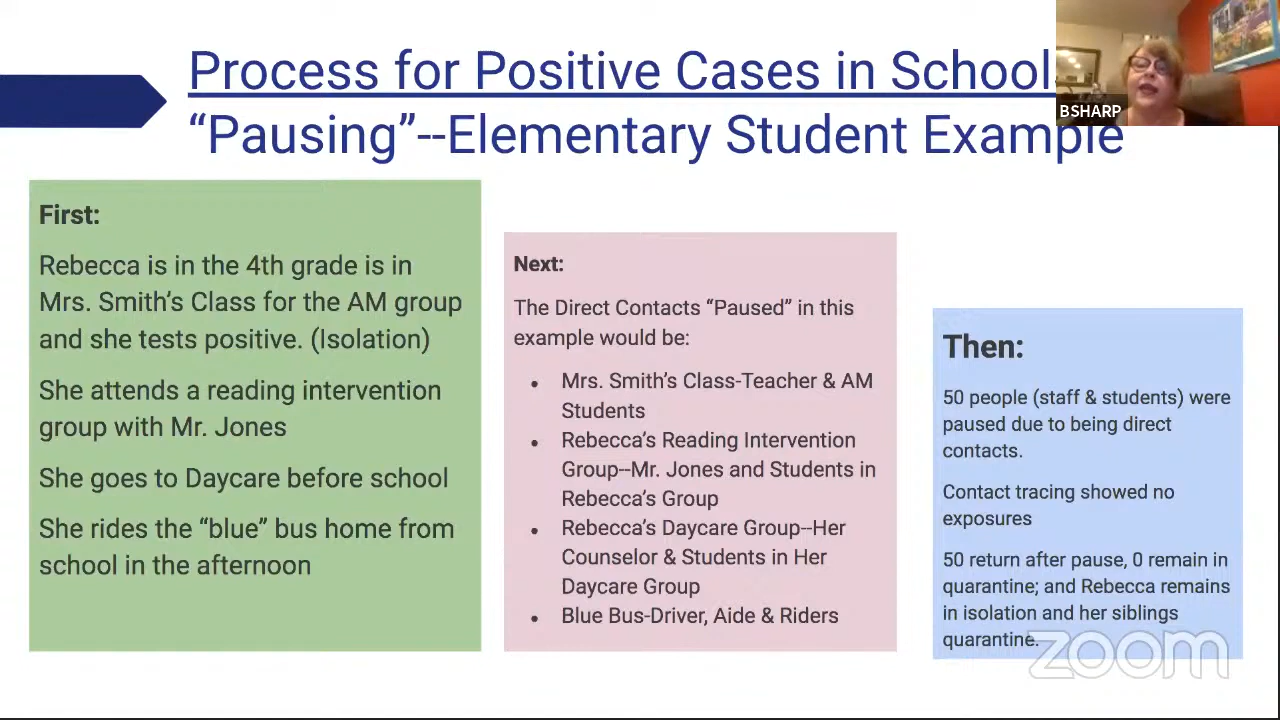 Process for Positive Cases in School
“Pausing”--Elementary Student Example
BSHARP
First:
Rebecca is in the 4th grade is in
Mrs. Smith’s Class for the AM group
and she tests positive. (Isolation)
She attends a reading intervention
group with Mr. Jones
She goes to Daycare before school
She rides the “blue” bus home from
school in the afternoon
Next:
The Direct Contacts “Paused” in this
example would be:
• Mrs. Smith’s Class-Teacher & AM
Students
• Rebecca’s Reading Intervention
Group--Mr. Jones and Students in
Rebecca’s Group
• Rebecca’s Daycare Group--Her
Counselor & Students in Her
Daycare Group
• Blue Bus-Driver, Aide & Riders
Then:
50 people (staff & students) were
paused due to being direct
contacts.
Contact tracing showed no
exposures
50 return after pause, 0 remain in
quarantine; and Rebecca remains
in isolation and her siblings
quarantine.
zoom